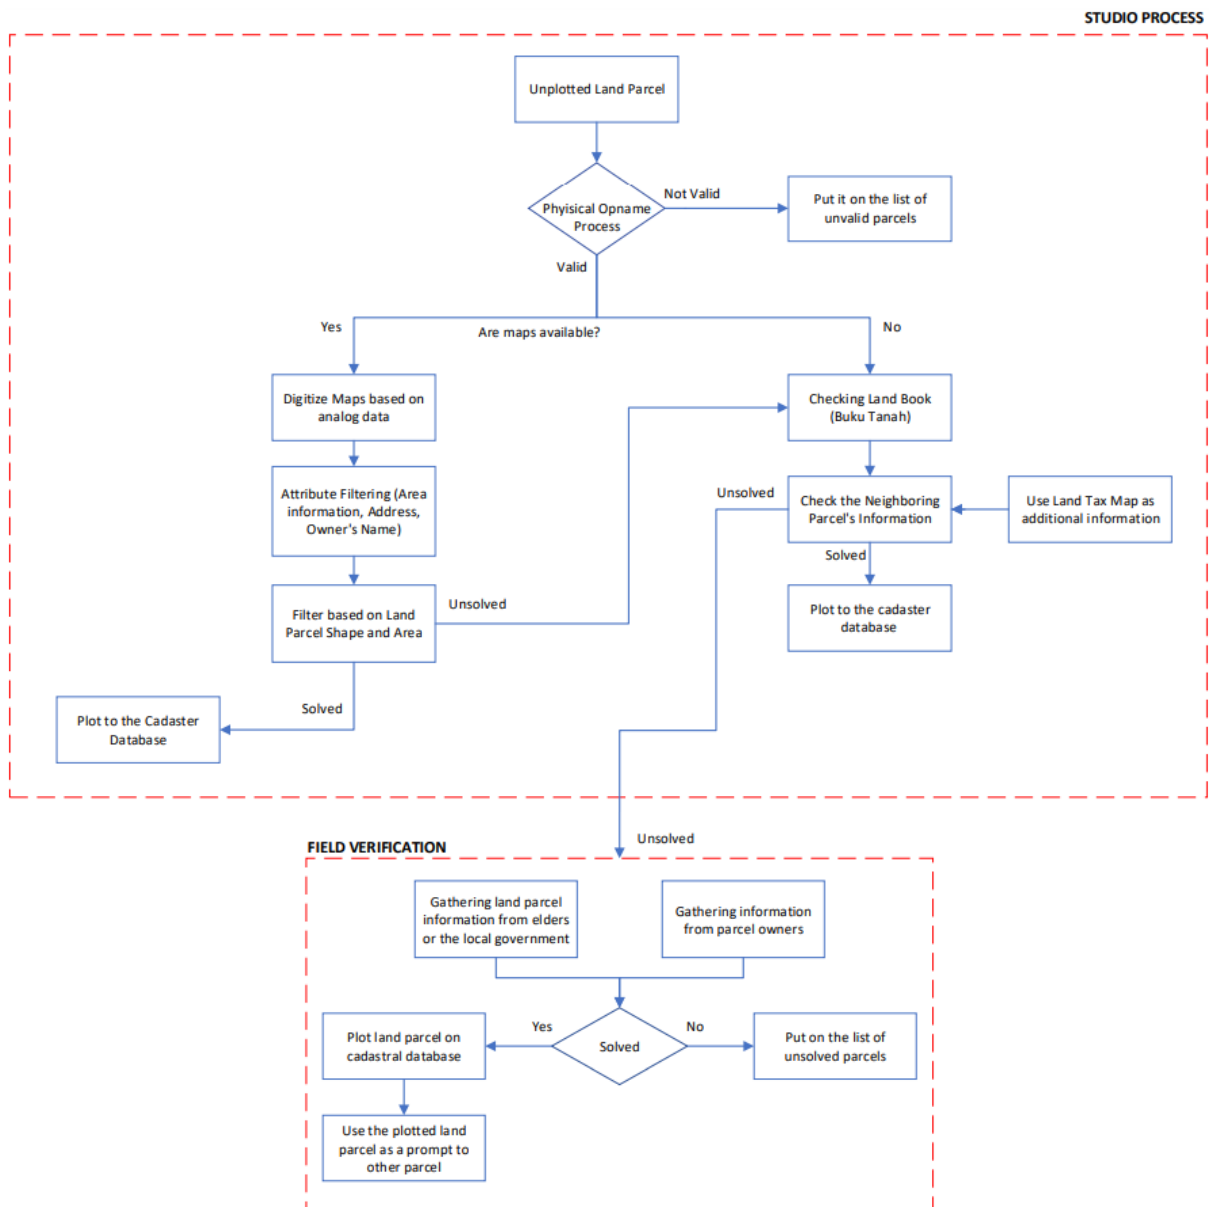 STUDIO PROCESS
Unplotted Land Parcel
Phyisical Opname
Process
Not Valid
Put it on the list of
unvalid parcels
Valid
Yes
Are maps available?
No
Digitize Maps based on
analog data
Checking Land Book
(Buku Tanah)
Attribute Filtering (Area
information, Address,
Owner's Name)
Unsolved
Check the Neighboring
Parcel's Information
Use Land Tax Map as
additional information
Solved
Filter based on Land
Parcel Shape and Area
Unsolved
Plot to the cadaster
database
Solved
Plot to the Cadaster
Database
Unsolved
FIELD VERIFICATION
Gathering land parcel
information from elders
or the local government
Gathering information
from parcel owners
Plot land parcel on
cadastral database
Yes
Solved
No
Put on the list of
unsolved parcels
Use the plotted land
parcel as a prompt to
other parcel